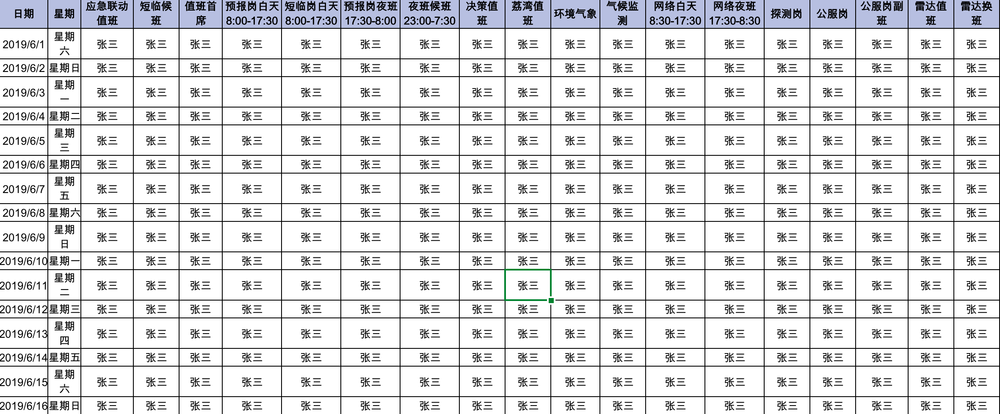 日期 星期 应急联动值班 短临候班 值班首席 预报岗白天8:00-17:30 短临岗白天8:00-17:30 预报岗夜班17:30-8:00 夜班候班23:00-7:30 决策值班 荔湾值班 环境气象 气候监测 网络白天8:30-17:30 网络夜班17:30-8:30 探测岗 公服岗 公服岗副班 雷达值班 雷达换班
2019/6/1 星期六 张三 张三 张三 张三 张三 张三 张三 张三 张三 张三 张三 张三 张三 张三 张三 张三 张三 张三
2019/6/2 星期日 张三 张三 张三 张三 张三 张三 张三 张三 张三 张三 张三 张三 张三 张三 张三 张三 张三 张三
2019/6/3 星期一 张三 张三 张三 张三 张三 张三 张三 张三 张三 张三 张三 张三 张三 张三 张三 张三 张三 张三
2019/6/4 星期二 张三 张三 张三 张三 张三 张三 张三 张三 张三 张三 张三 张三 张三 张三 张三 张三 张三 张三
2019/6/5 星期三 张三 张三 张三 张三 张三 张三 张三 张三 张三 张三 张三 张三 张三 张三 张三 张三 张三 张三
2019/6/6 星期四 张三 张三 张三 张三 张三 张三 张三 张三 张三 张三 张三 张三 张三 张三 张三 张三 张三 张三
2019/6/7 星期五 张三 张三 张三 张三 张三 张三 张三 张三 张三 张三 张三 张三 张三 张三 张三 张三 张三 张三
2019/6/8 星期六 张三 张三 张三 张三 张三 张三 张三 张三 张三 张三 张三 张三 张三 张三 张三 张三 张三 张三
2019/6/9 星期日 张三 张三 张三 张三 张三 张三 张三 张三 张三 张三 张三 张三 张三 张三 张三 张三 张三 张三
2019/6/10 星期一 张三 张三 张三 张三 张三 张三 张三 张三 张三 张三 张三 张三 张三 张三 张三 张三 张三 张三
2019/6/11 星期二 张三 张三 张三 张三 张三 张三 张三 张三 张三 张三 张三 张三 张三 张三 张三 张三 张三 张三
2019/6/12 星期三 张三 张三 张三 张三 张三 张三 张三 张三 张三 张三 张三 张三 张三 张三 张三 张三 张三 张三
2019/6/13 星期四 张三 张三 张三 张三 张三 张三 张三 张三 张三 张三 张三 张三 张三 张三 张三 张三 张三 张三
2019/6/14 星期五 张三 张三 张三 张三 张三 张三 张三 张三 张三 张三 张三 张三 张三 张三 张三 张三 张三 张三
2019/6/15 星期六 张三 张三 张三 张三 张三 张三 张三 张三 张三 张三 张三 张三 张三 张三 张三 张三 张三 张三
2019/6/16 星期日 张三 张三 张三 张三 张三 张三 张三 张三 张三 张三 张三 张三 张三 张三 张三 张三 张三 张三